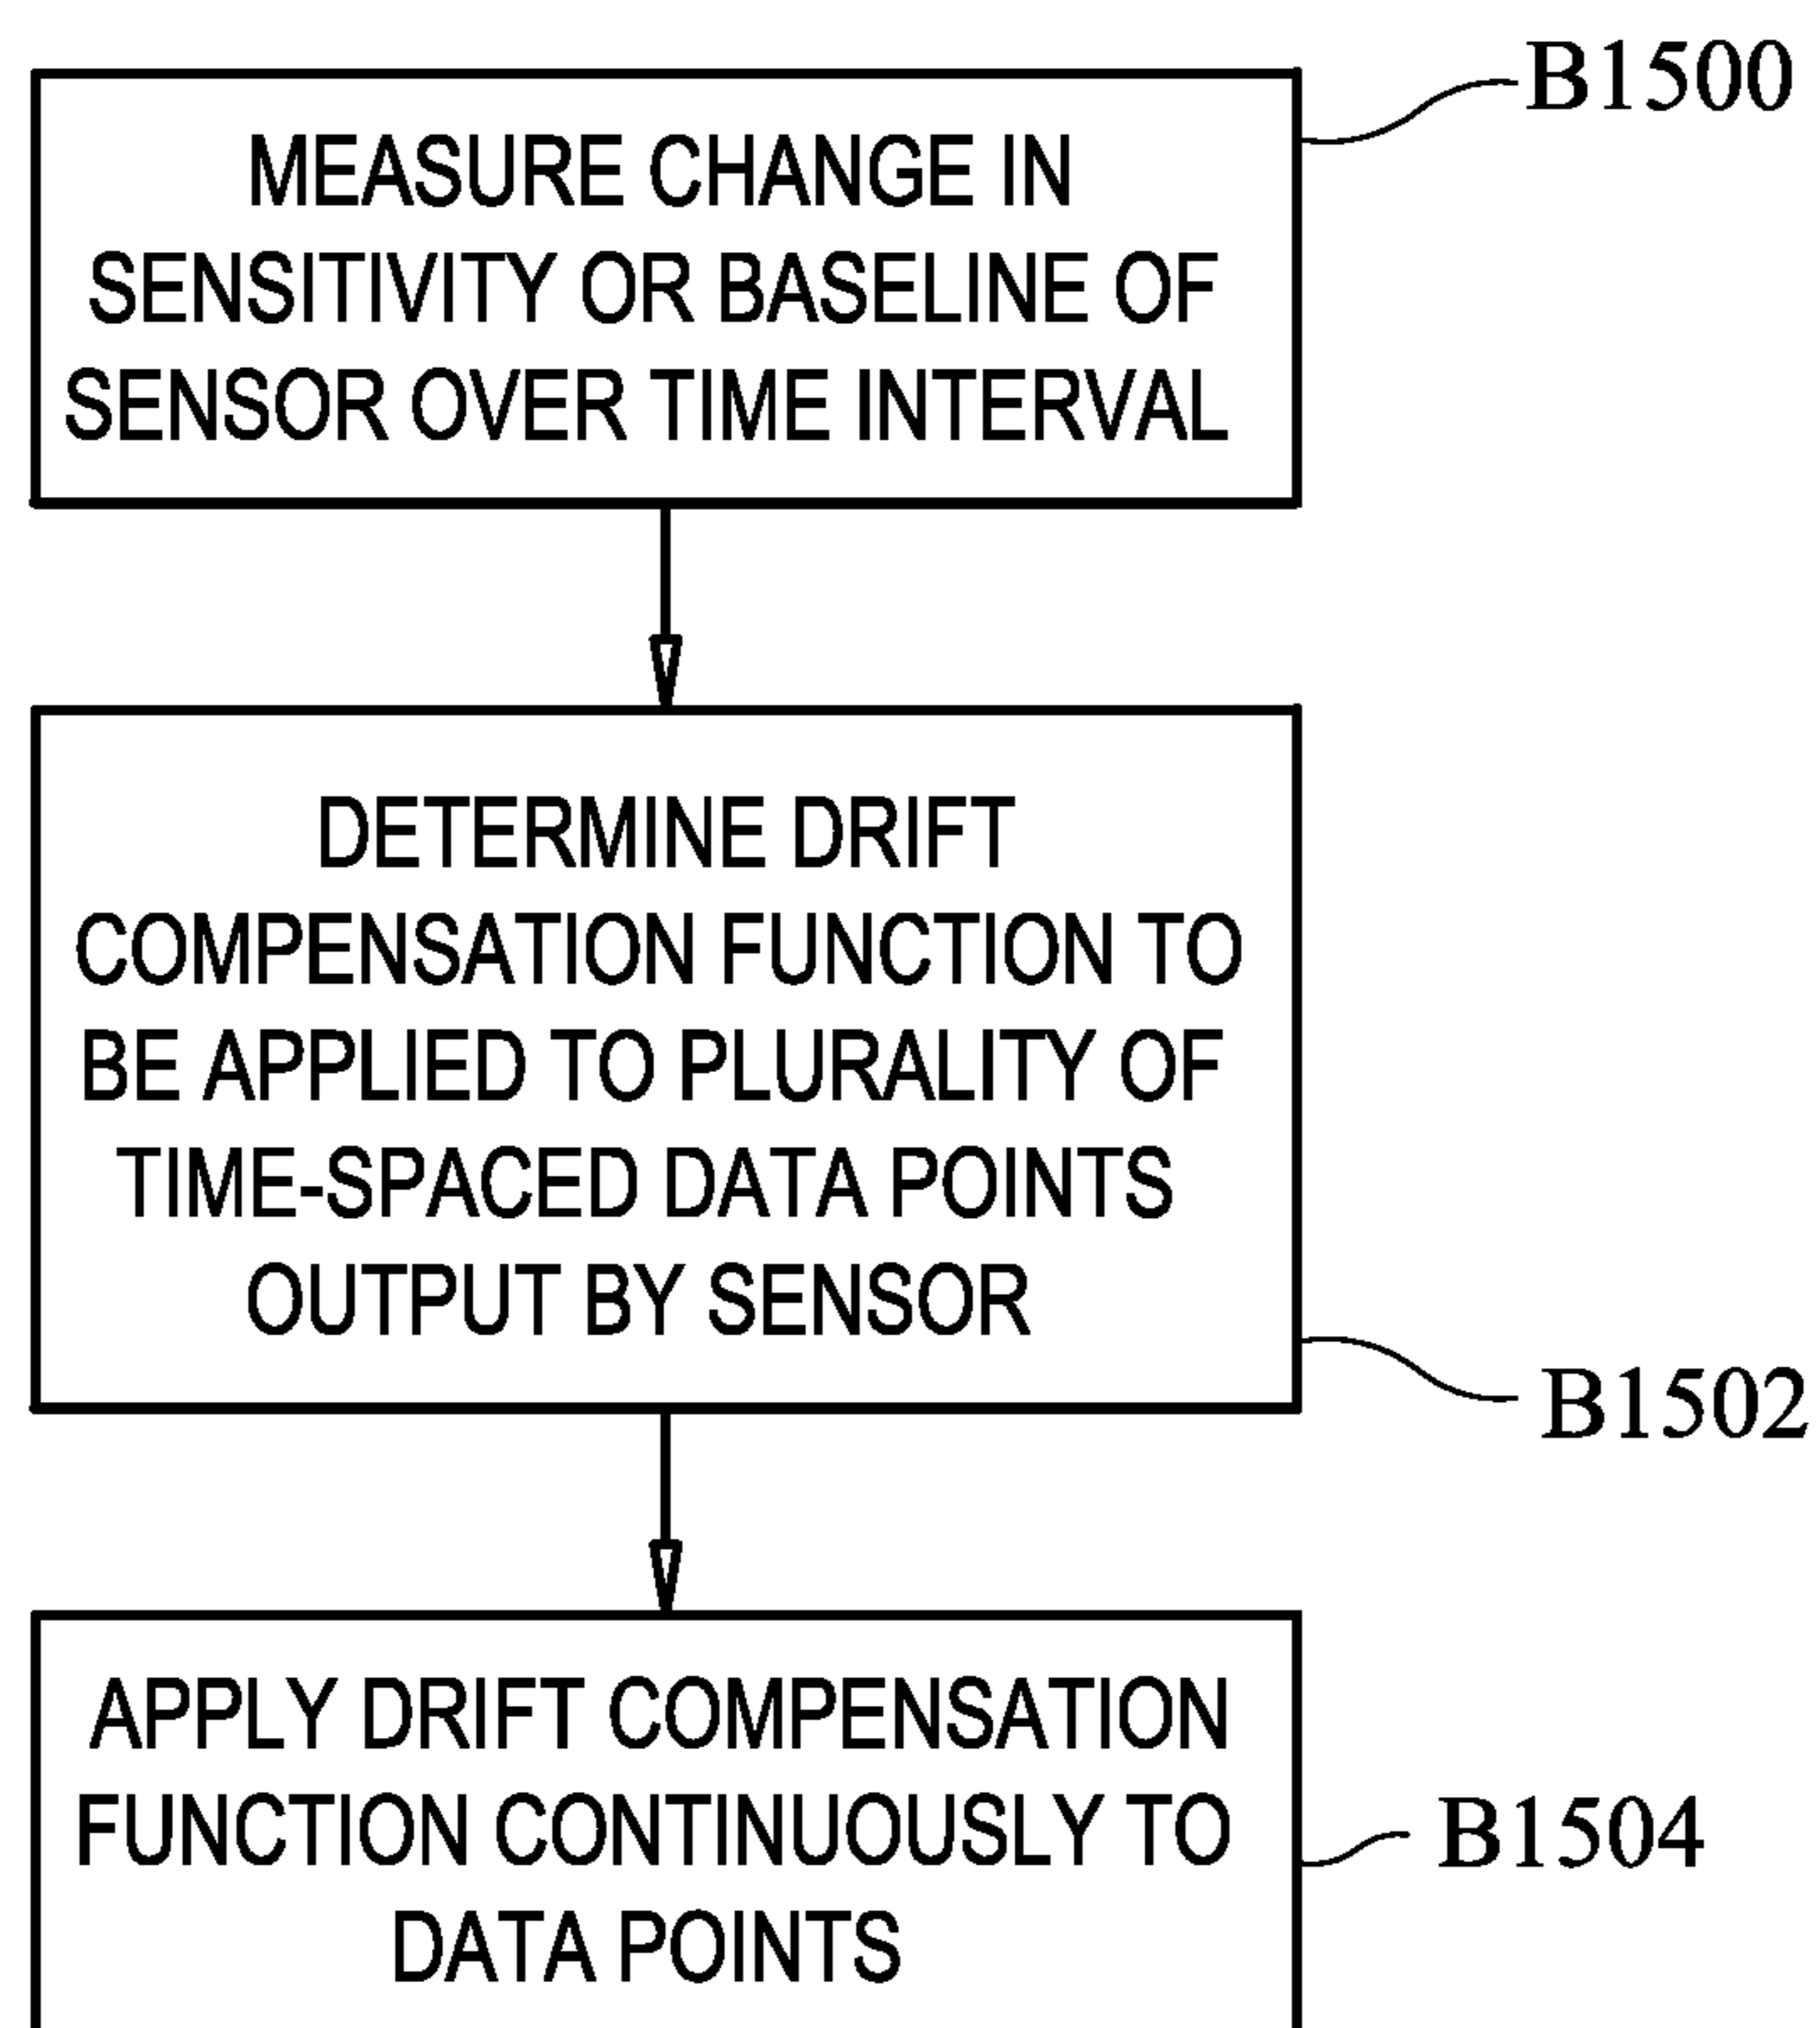 B1500
MEASURE CHANGE IN
SENSITIVITY OR BASELINE OF
SENSOR OVER TIME INTERVAL
DETERMINE DRIFT
COMPENSATION FUNCTION TO
BE APPLIED TO PLURALITY OF
TIME-SPACED DATA POINTS
OUTPUT BY SENSOR
B1502
APPLY DRIFT COMPENSATION
FUNCTION CONTINUOUSLY TO
B1504
DATA POINTS